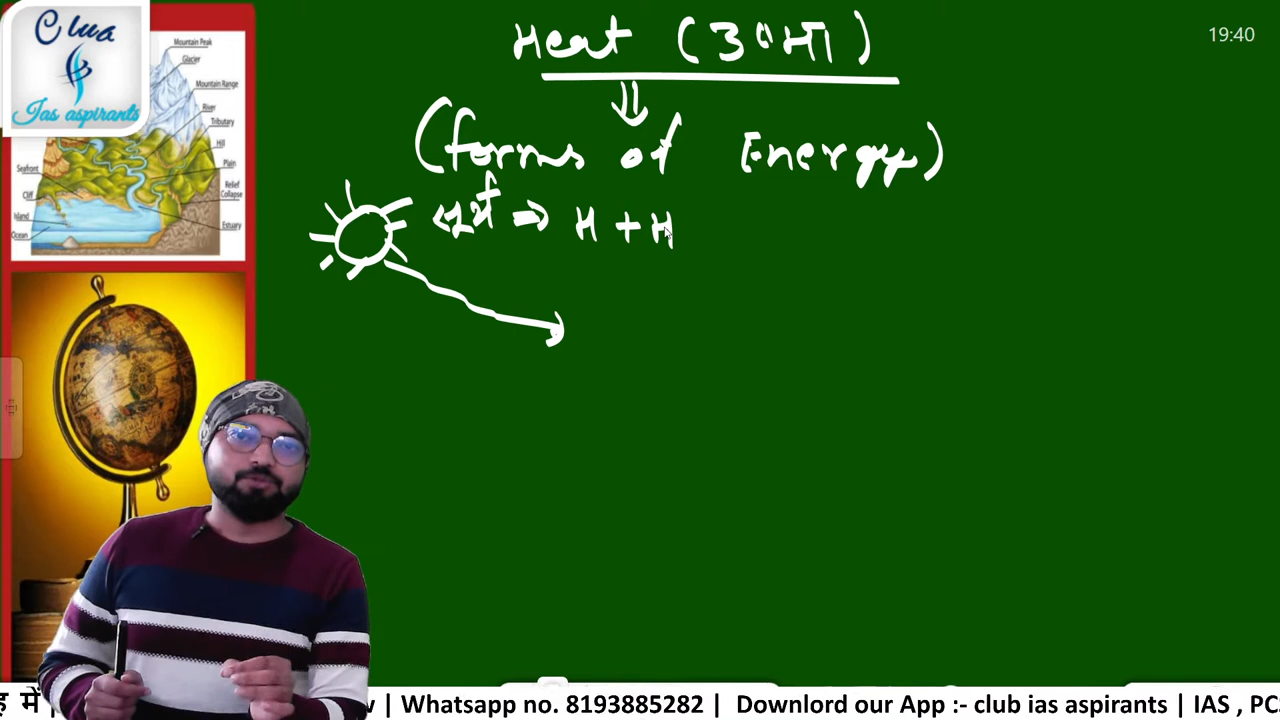 Club
Ias aspirants
Mountain Peak
Glacier
Mountain Range
River
Tributary
Hill
Plain
Relief
Collapse
Estuary
Seafront
Cliff
Island
Ocean
19:40
Heat (ऊष्मा)
(forms of Energy)
सूर्य ⇒ H + H
ह में | | Whatsapp no. 8193885282 | Downlord our App :- club ias aspirants | IAS , PC